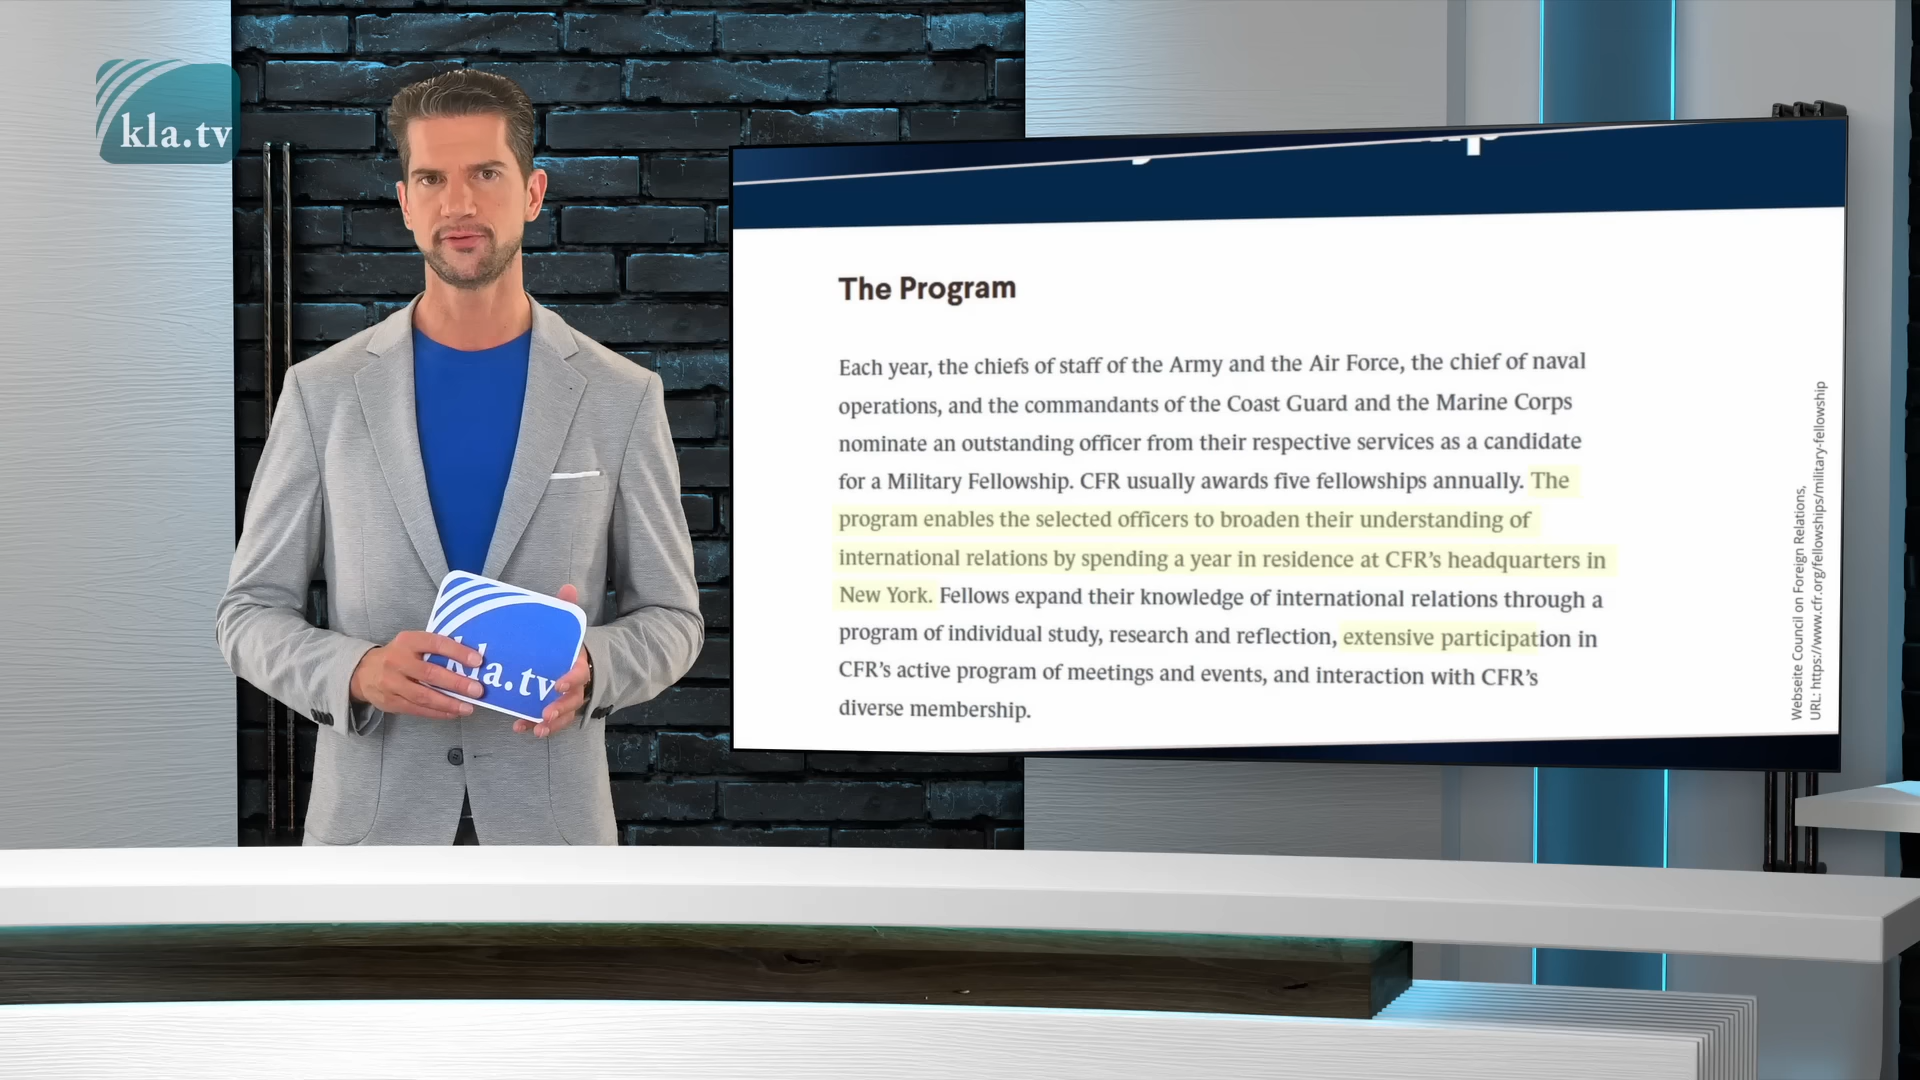 kla.tv
The Program
Each year, the chiefs of staff of the Army and the Air Force, the chief of naval
operations, and the commandants of the Coast Guard and the Marine Corps
nominate an outstanding officer from their respective services as a candidate
for a Military Fellowship. CFR usually awards five fellowships annually. The
program enables the selected officers to broaden their understanding of
international relations by spending a year in residence at CFR’s headquarters in
New York. Fellows expand their knowledge of international relations through a
program of individual study, research and reflection, extensive participation in
CFR’s active program of meetings and events, and interaction with CFR’s
diverse membership.
Webseite Council on Foreign Relations,
URL: https://www.cfr.org/fellowships/military-fellowship
kla.tv